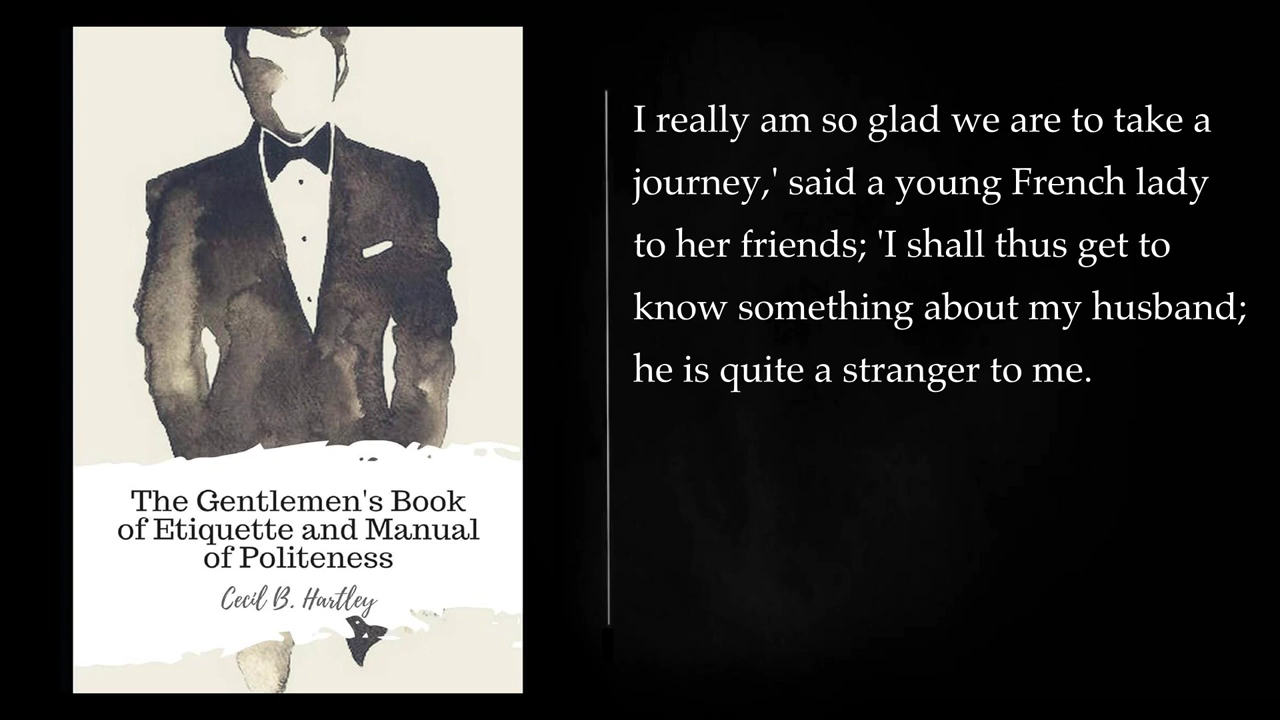 The Gentlemen's Book
of Etiquette and Manual
of Politeness
Cecil B. Hartley
I really am so glad we are to take a
journey,' said a young French lady
to her friends; 'I shall thus get to
know something about my husband;
he is quite a stranger to me.